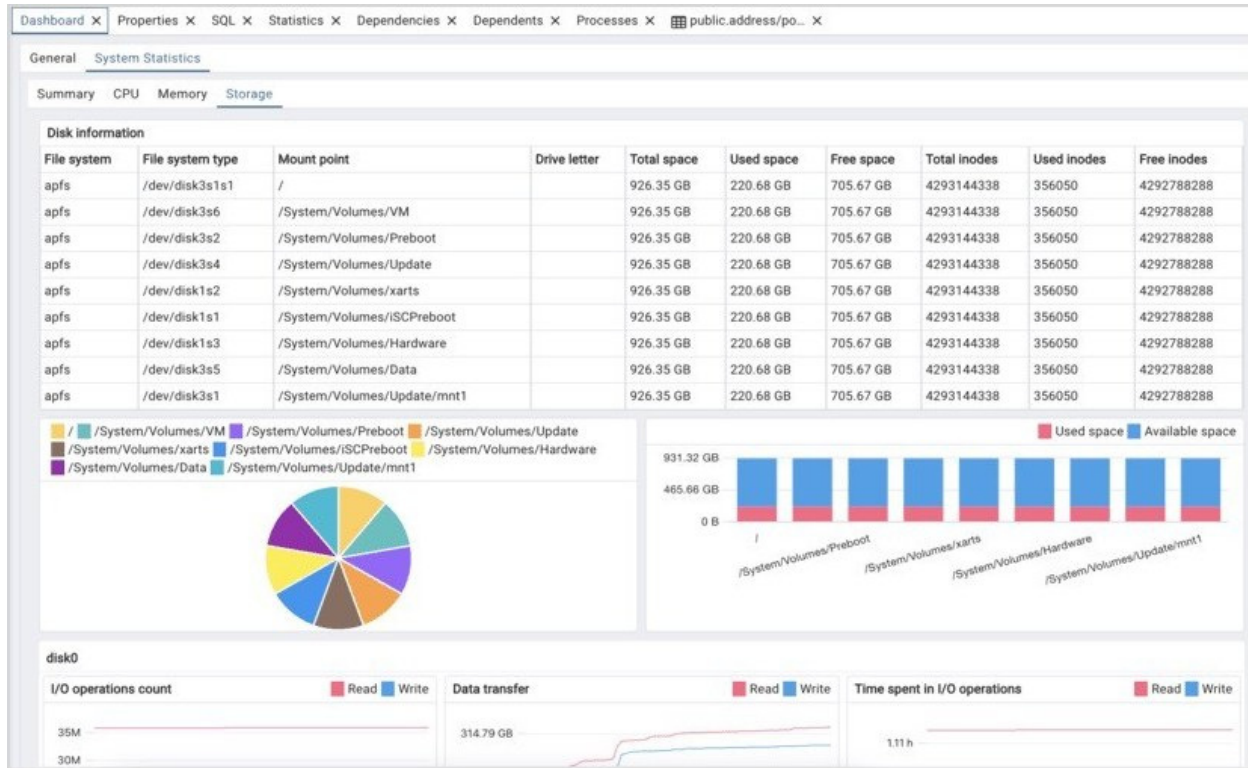 Dashboard X Properties X SQL X Statistics X Dependencies X Dependents X Processes X public.address/po... X
General System Statistics
Summary CPU Memory Storage
Disk information
File system File system type Mount point Drive letter Total space Used space Free space Total inodes Used inodes Free inodes
apfs /dev/disk3s1s1 / 926.35 GB 220.68 GB 705.67 GB 4293144338 356050 4292788288
apfs /dev/disk3s6 /System/Volumes/VM 926.35 GB 220.68 GB 705.67 GB 4293144338 356050 4292788288
apfs /dev/disk3s2 /System/Volumes/Preboot 926.35 GB 220.68 GB 705.67 GB 4293144338 356050 4292788288
apfs /dev/disk3s4 /System/Volumes/Update 926.35 GB 220.68 GB 705.67 GB 4293144338 356050 4292788288
apfs /dev/disk1s2 /System/Volumes/xarts 926.35 GB 220.68 GB 705.67 GB 4293144338 356050 4292788288
apfs /dev/disk1s1 /System/Volumes/iSCPreboot 926.35 GB 220.68 GB 705.67 GB 4293144338 356050 4292788288
apfs /dev/disk1s3 /System/Volumes/Hardware 926.35 GB 220.68 GB 705.67 GB 4293144338 356050 4292788288
apfs /dev/disk3s5 /System/Volumes/Data 926.35 GB 220.68 GB 705.67 GB 4293144338 356050 4292788288
apfs /dev/disk3s1 /System/Volumes/Update/mnt1 926.35 GB 220.68 GB 705.67 GB 4293144338 356050 4292788288
/ /System/Volumes/VM /System/Volumes/Preboot /System/Volumes/Update
/System/Volumes/xarts /System/Volumes/iSCPreboot /System/Volumes/Hardware
/System/Volumes/Data /System/Volumes/Update/mnt1
Used space Available space
931.32 GB
465.66 GB
0 B
/ /System/Volumes/Preboot /System/Volumes/xarts /System/Volumes/Hardware /System/Volumes/Update/mnt1
disk0
I/O operations count Read Write
35M
30M
Data transfer Read Write
314.79 GB
Time spent in I/O operations Read Write
1.11 h